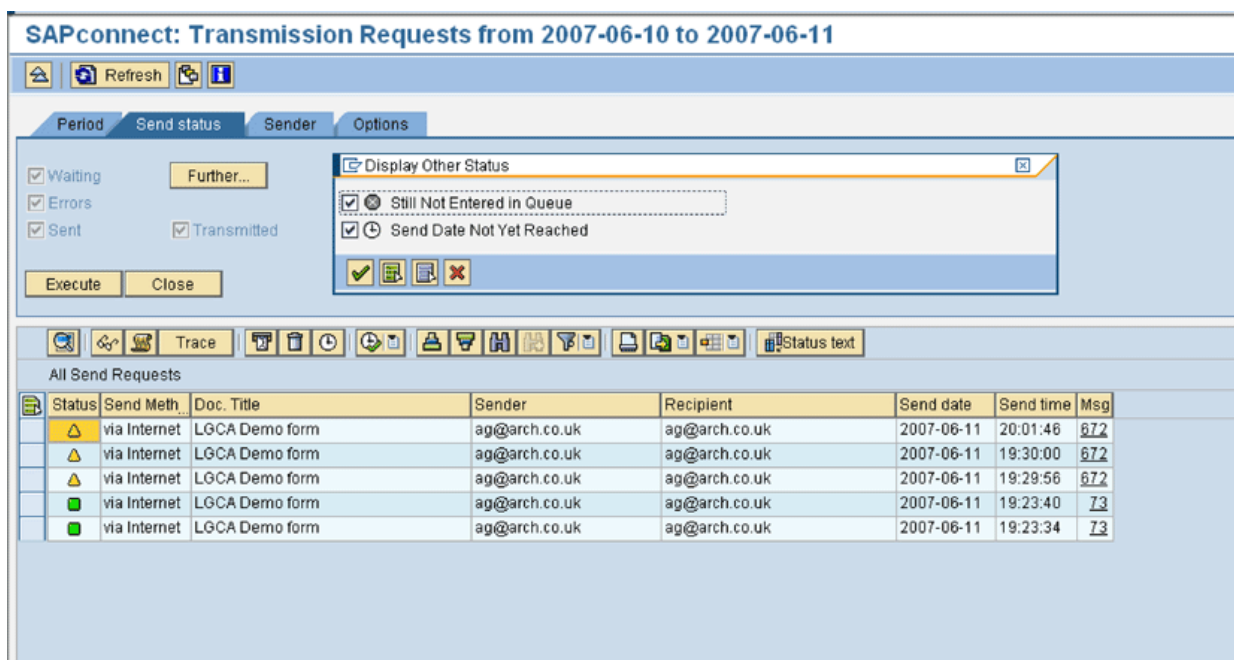 SAPconnect: Transmission Requests from 2007-06-10 to 2007-06-11
Refresh
Period Send status Sender Options
Display Other Status
Waiting Further...
Errors
Sent Transmitted
Still Not Entered in Queue
Send Date Not Yet Reached
Execute Close
Trace Status text
All Send Requests
Status Send Meth... Doc. Title Sender Recipient Send date Send time Msg
via Internet LGCA Demo form ag@arch.co.uk ag@arch.co.uk 2007-06-11 20:01:46 672
via Internet LGCA Demo form ag@arch.co.uk ag@arch.co.uk 2007-06-11 19:30:00 672
via Internet LGCA Demo form ag@arch.co.uk ag@arch.co.uk 2007-06-11 19:29:56 672
via Internet LGCA Demo form ag@arch.co.uk ag@arch.co.uk 2007-06-11 19:23:40 73
via Internet LGCA Demo form ag@arch.co.uk ag@arch.co.uk 2007-06-11 19:23:34 73